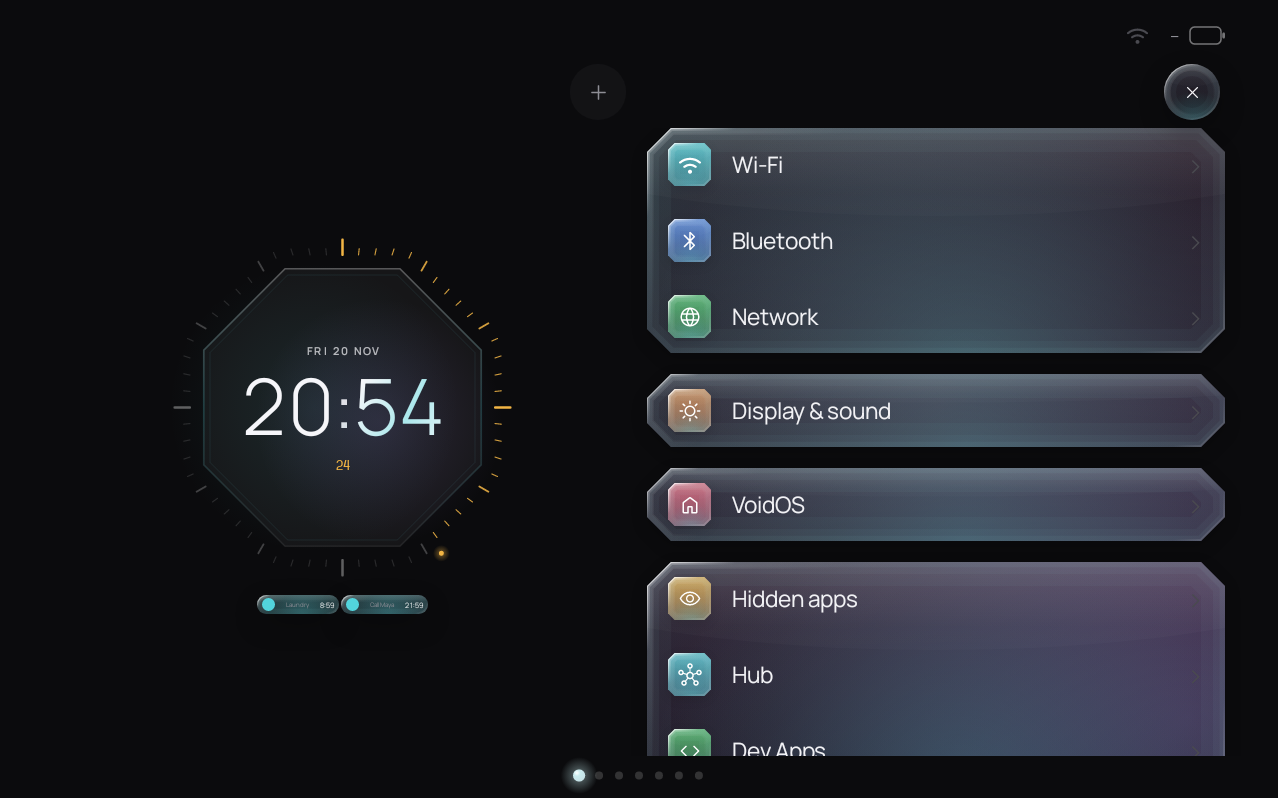 FRI 20 NOV
20:54
24
Laundry 8:59
Call Maya 21:59
Wi-Fi
Bluetooth
Network
Display & sound
VoidOS
Hidden apps
Hub
Dev Apps